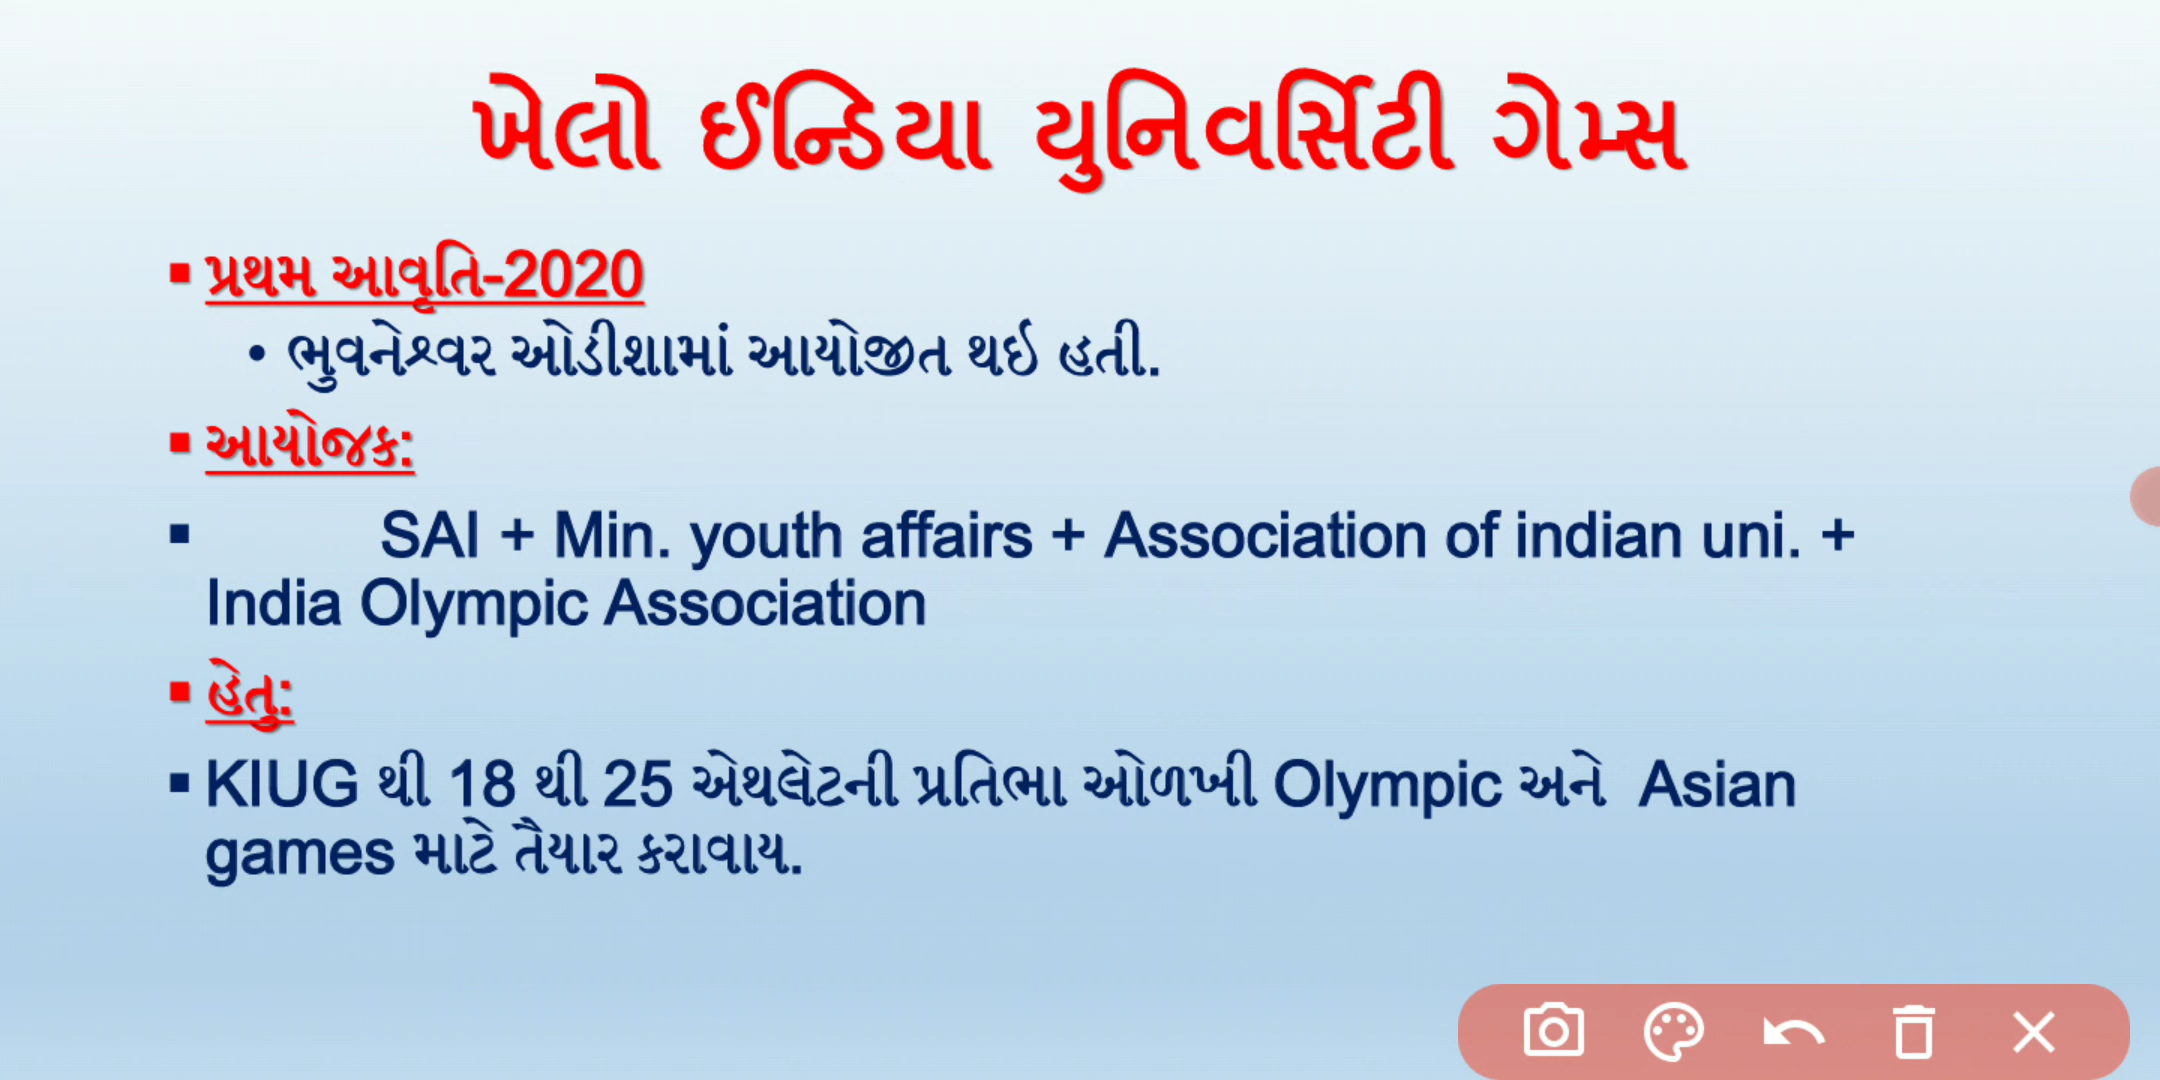 ખેલો ઈન્ડિયા યુનિવર્સિટી ગેમ્સ
▪ પ્રથમ આવૃતિ-2020
• ભુવનેશ્વર ઓડીશામાં આયોજીત થઈ હતી.
▪ આયોજક:
▪ SAI + Min. youth affairs + Association of indian uni. +
India Olympic Association
▪ હેતુ:
▪ KIUG થી 18 થી 25 એથલેટની પ્રતિભા ઓળખી Olympic અને Asian
games માટે તૈયાર કરાવાય.